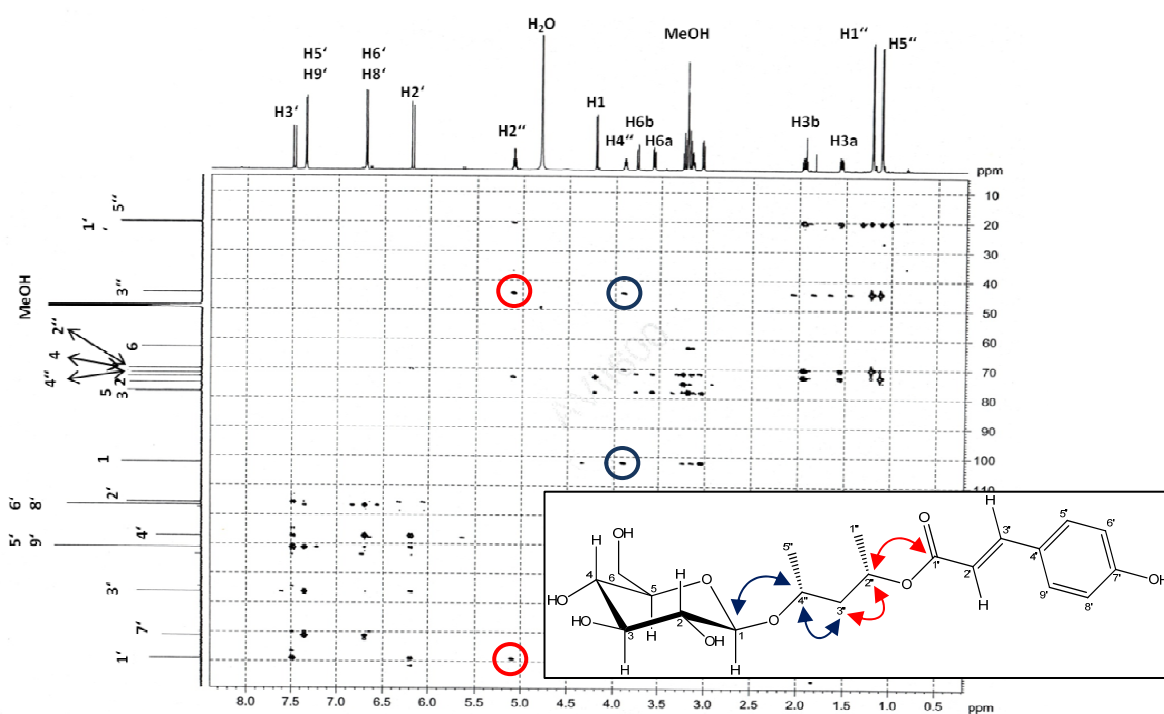 H₂O
MeOH
H1‘‘
H5‘‘
H5‘
H9‘
H6‘
H8‘
H2‘
H3‘
H2‘‘
H1
H4‘‘
H6b
H6a
H3b
H3a
ppm
10
20
30
40
50
60
70
80
90
100
110
1‘
5‘‘
3‘‘
MeOH
2‘‘
4
6
4‘‘
5
3
2
1
6‘
8‘
2‘
5‘
9‘
4‘
3‘
7‘
1‘
8.0 7.5 7.0 6.5 6.0 5.5 5.0 4.5 4.0 3.5 3.0 2.5 2.0 1.5 1.0 0.5 ppm
OH
H
4
6
5
O
H
HO
HO
3
2
OH
H
H
1
H
O
5''
4''
3''
1''
2''
O
O
1'
2'
H
H
3'
4'
5'
6'
7'
8'
9'
OH